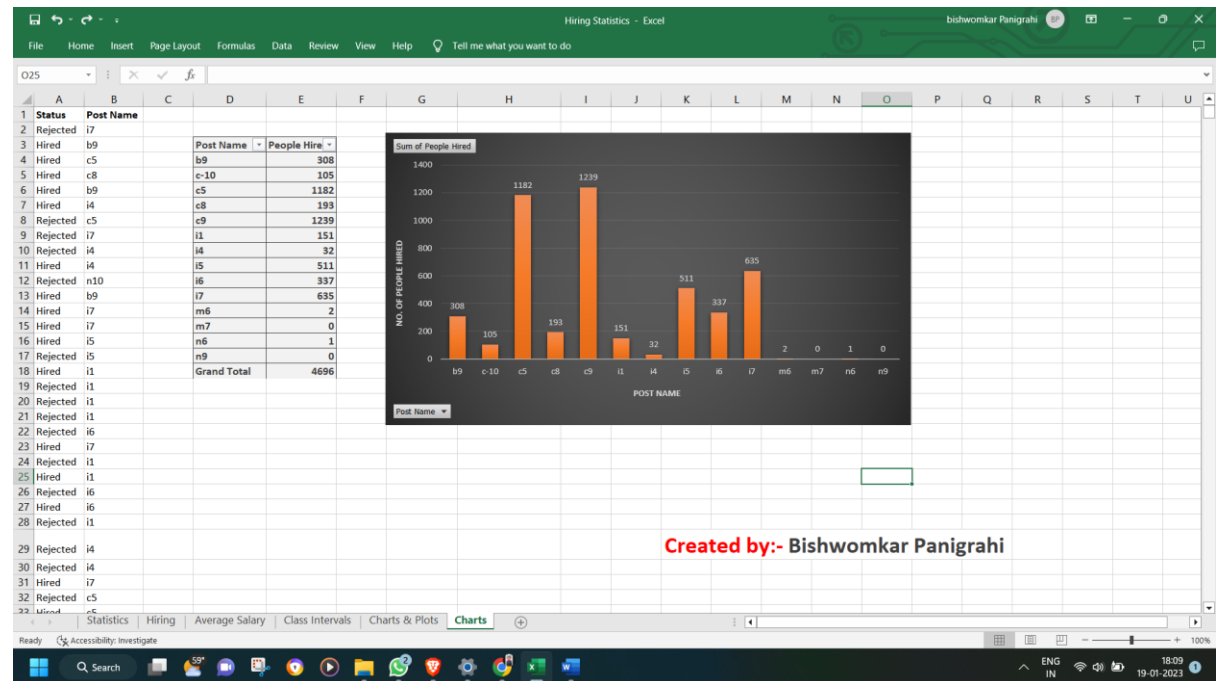 Hiring Statistics - Excel
bishwomkar Panigrahi BP
File Home Insert Page Layout Formulas Data Review View Help Tell me what you want to do
O25 fx
A B C D E F G H I J K L M N O P Q R S T U
1 Status Post Name
2 Rejected i7
3 Hired b9 Post Name People Hire
4 Hired c5 b9 308
5 Hired c8 c-10 105
6 Hired b9 c5 1182
7 Hired i4 c8 193
8 Rejected c5 c9 1239
9 Rejected i7 i1 151
10 Rejected i4 i4 32
11 Hired i4 i5 511
12 Rejected n10 i6 337
13 Hired b9 i7 635
14 Hired i7 m6 2
15 Hired i7 m7 0
16 Hired i5 n6 1
17 Rejected i5 n9 0
18 Hired i1 Grand Total 4696
19 Rejected i1
20 Rejected i1
21 Rejected i1
22 Rejected i6
23 Hired i7
24 Rejected i1
25 Hired i1
26 Rejected i6
27 Hired i6
28 Rejected i1
29 Rejected i4
30 Rejected i4
31 Hired i7
32 Rejected c5
33 Hired c5
Sum of People Hired
1400
1200
1000
800
600
400
200
0
NO. OF PEOPLE HIRED
308 105 1182 193 1239 151 32 511 337 635 2 0 1 0
b9 c-10 c5 c8 c9 i1 i4 i5 i6 i7 m6 m7 n6 n9
POST NAME
Post Name
Created by:- Bishwomkar Panigrahi
Statistics Hiring Average Salary Class Intervals Charts & Plots Charts
Ready Accessibility: Investigate 100%
Search 59° 2 ENG 18:09 1
IN 19-01-2023